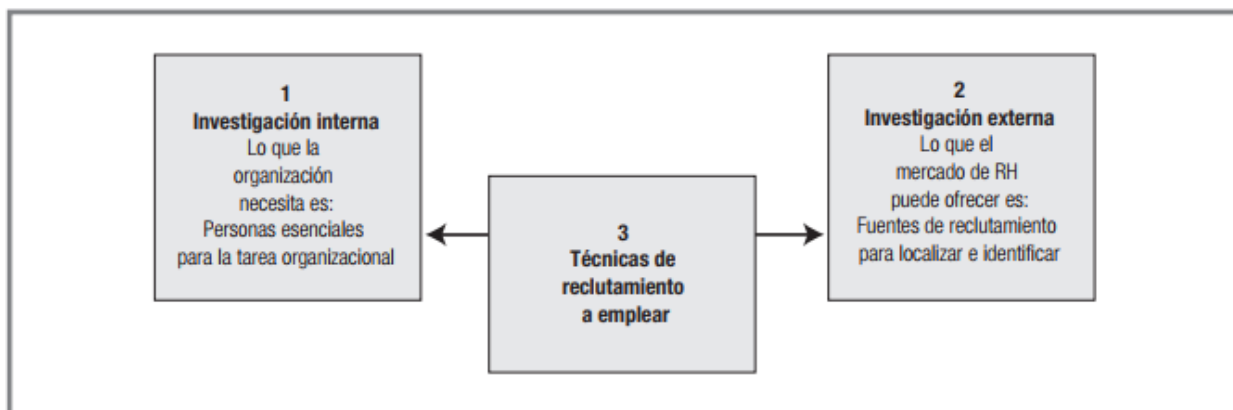 1
Investigación interna
Lo que la
organización
necesita es:
Personas esenciales
para la tarea organizacional
3
Técnicas de
reclutamiento
a emplear
2
Investigación externa
Lo que el
mercado de RH
puede ofrecer es:
Fuentes de reclutamiento
para localizar e identificar